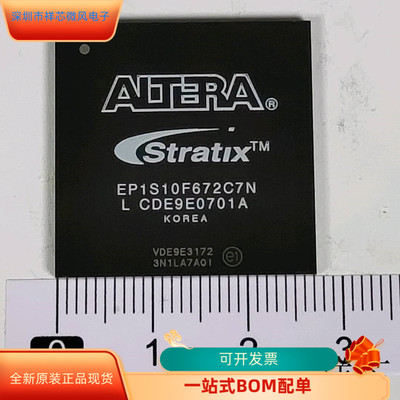 深圳市祥芯微风电子
ALTERA®
Stratix™
EP1S10F672C7N
L CDE9E0701A
KOREA
VDE9E3172
3N1LA7A01 e1
1 2 3
可开发票
全新原装正品现货
一站式BOM配单